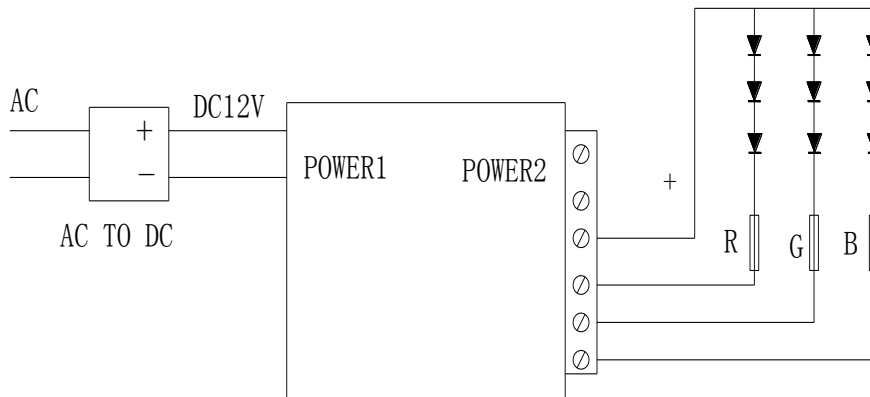 AC
DC12V
+
−
POWER1
POWER2
+
AC TO DC
R
G
B